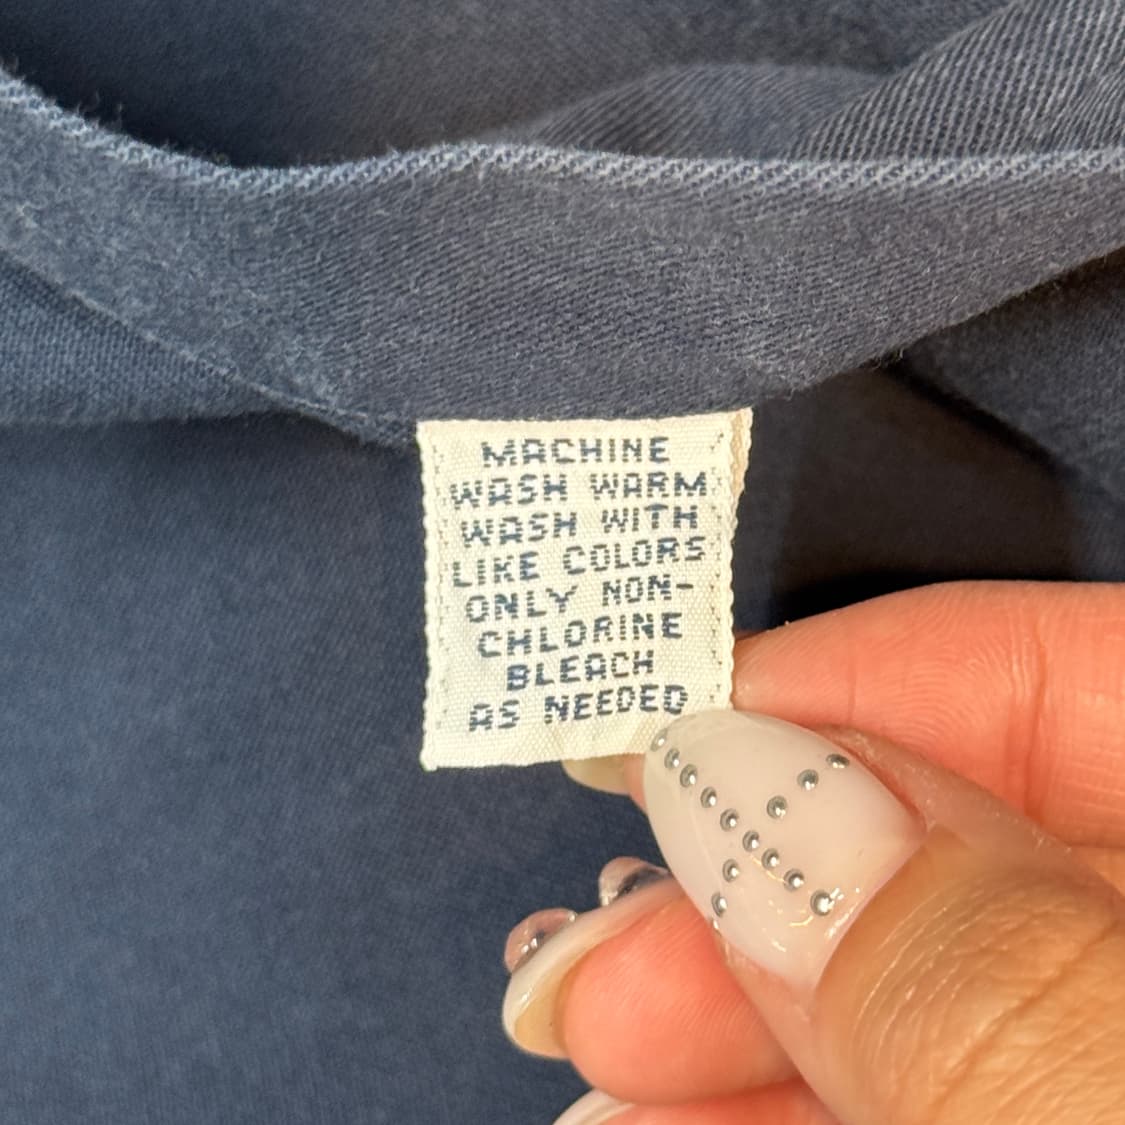 MACHINE
WASH WARM
WASH WITH
LIKE COLORS
ONLY NON-
CHLORINE
BLEACH
AS NEEDED